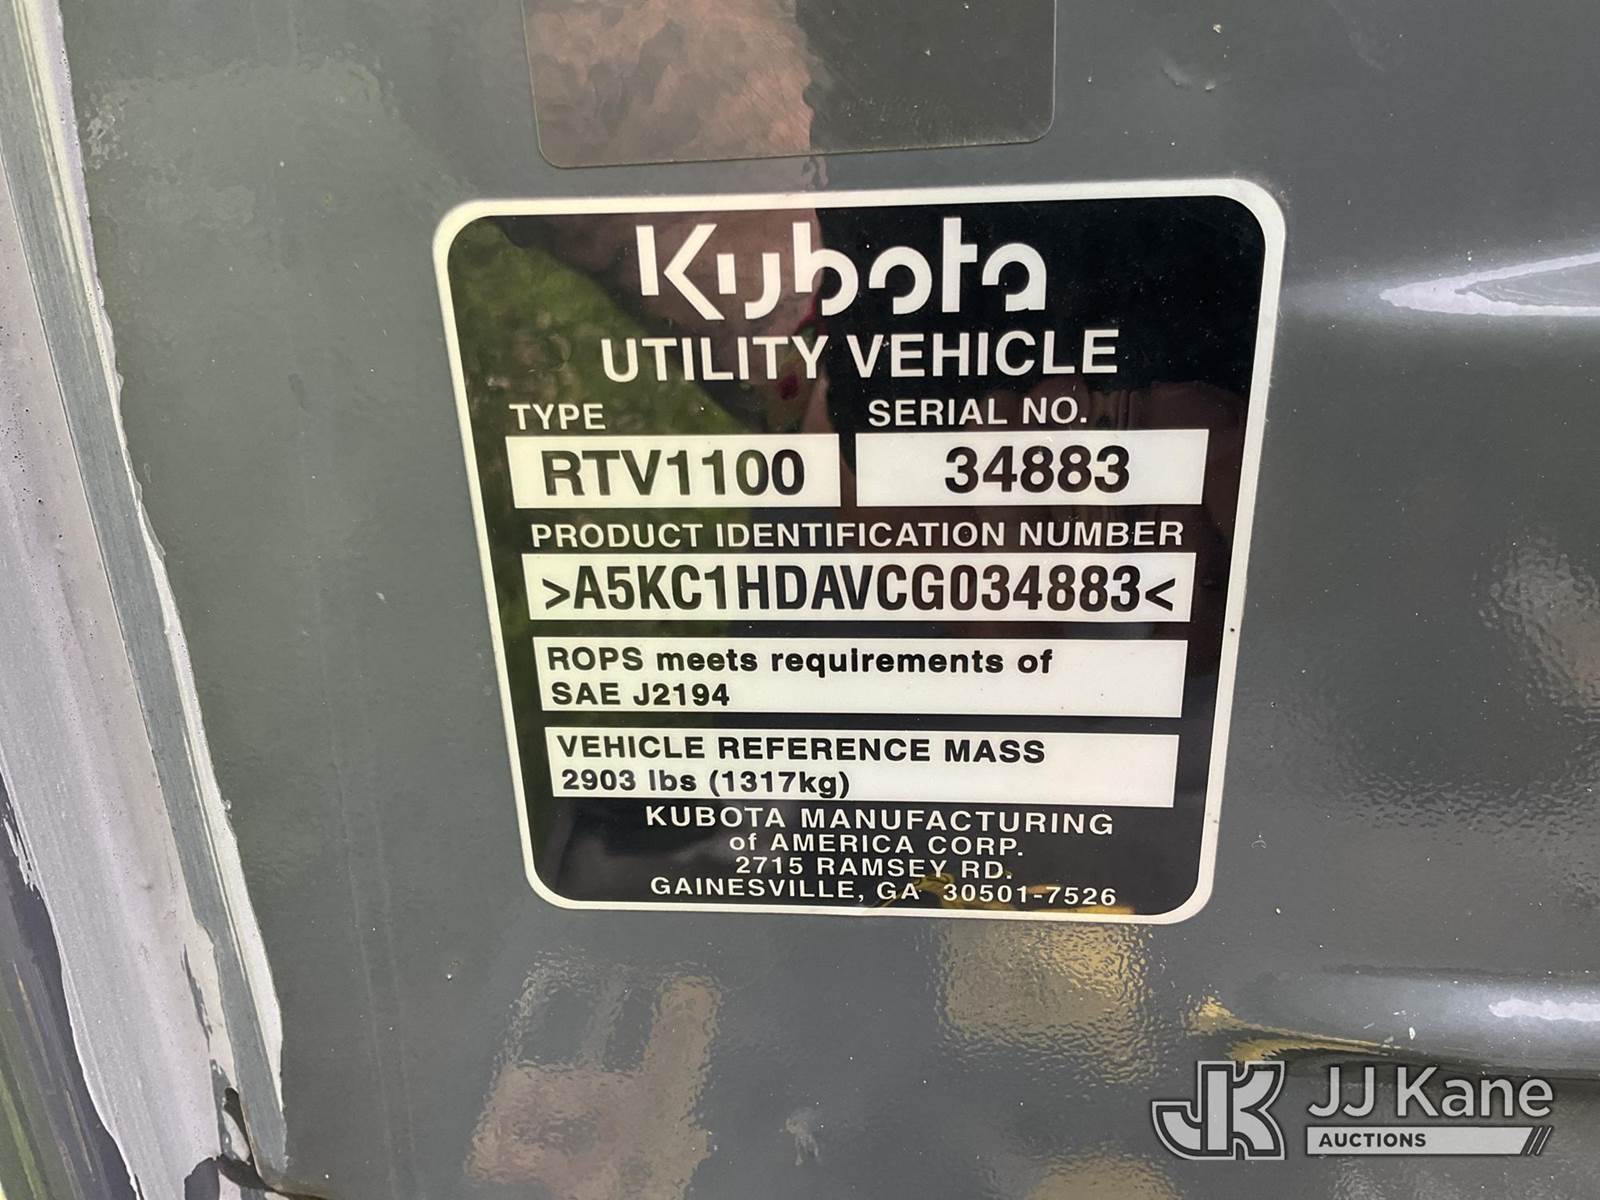 Kubota
UTILITY VEHICLE
TYPE SERIAL NO.
RTV1100 34883
PRODUCT IDENTIFICATION NUMBER
>A5KC1HDAVCG034883<
ROPS meets requirements of
SAE J2194
VEHICLE REFERENCE MASS
2903 lbs (1317kg)
KUBOTA MANUFACTURING
of AMERICA CORP.
2715 RAMSEY RD.
GAINESVILLE, GA 30501-7526
JK JJ Kane
AUCTIONS